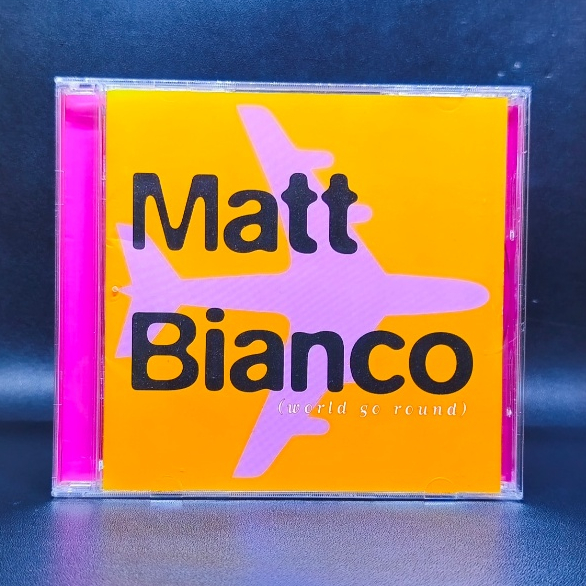 Matt
Bianco
(world go round)